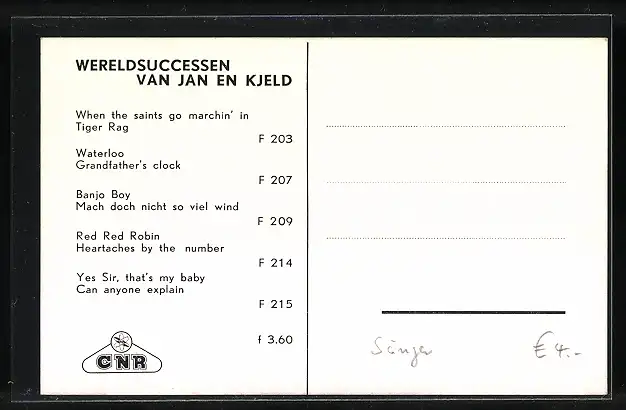 WERELDSUCCESSEN
VAN JAN EN KJELD
When the saints go marchin' in
Tiger Rag
F 203
Waterloo
Grandfather's clock
F 207
Banjo Boy
Mach doch nicht so viel wind
F 209
Red Red Robin
Heartaches by the number
F 214
Yes Sir, that's my baby
Can anyone explain
F 215
f 3.60
CNR
Sänger
€ 4.-